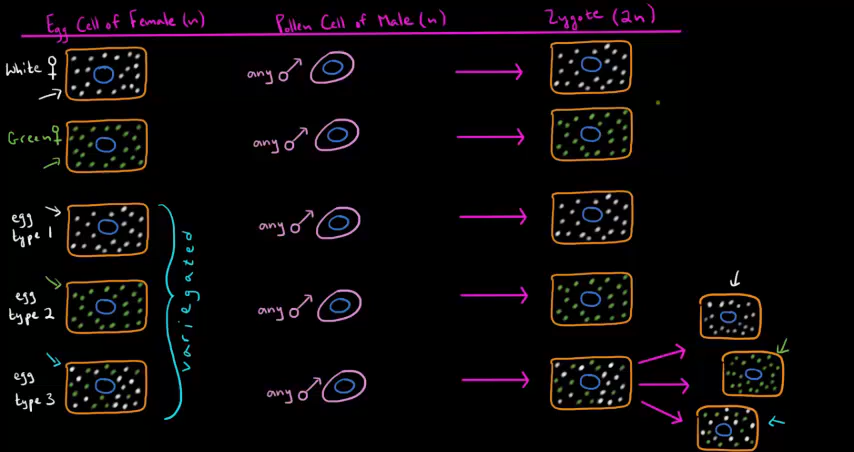 Egg Cell of Female (n)
Pollen Cell of Male (n)
Zygote (2n)
White ♀
any ♂
Green ♀
any ♂
egg
type 1
any ♂
variegated
egg
type 2
any ♂
egg
type 3
any ♂